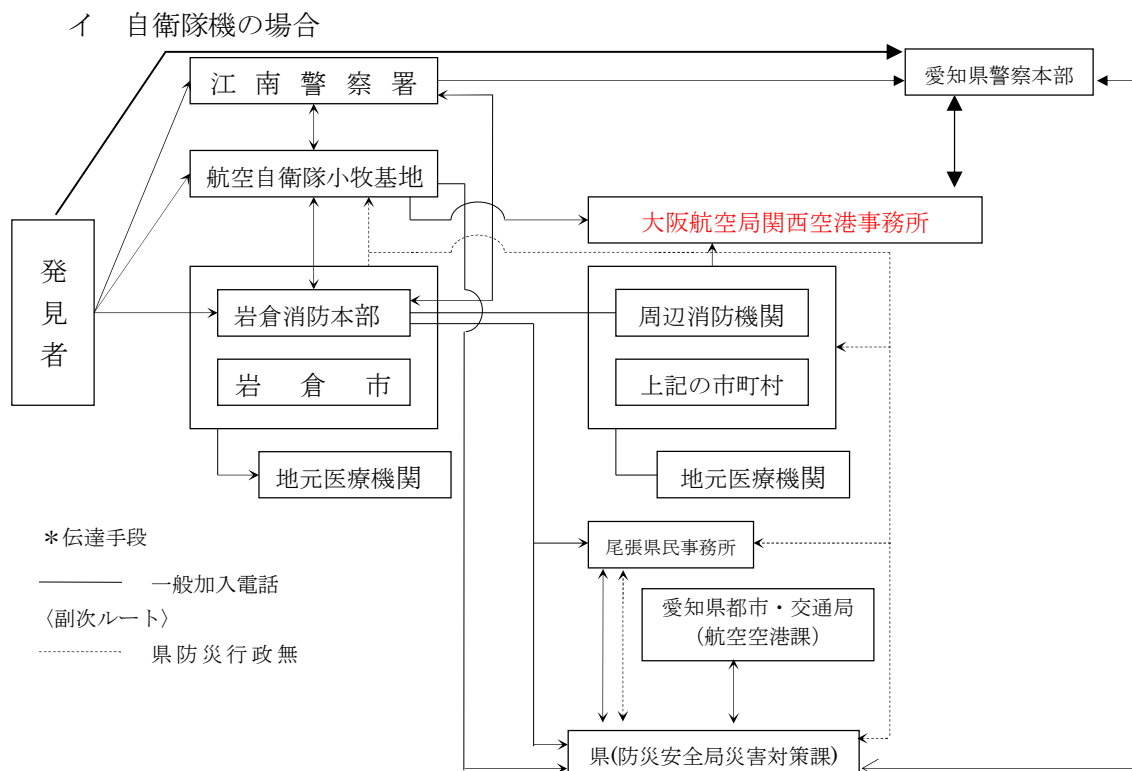 イ 自衛隊機の場合
江南警察署
愛知県警察本部
航空自衛隊小牧基地
大阪航空局関西空港事務所
発見者
岩倉消防本部
周辺消防機関
岩倉市
上記の市町村
地元医療機関
地元医療機関
＊伝達手段
尾張県民事務所
一般加入電話
〈副次ルート〉
愛知県都市・交通局
（航空空港課）
県防災行政無
県(防災安全局災害対策課)